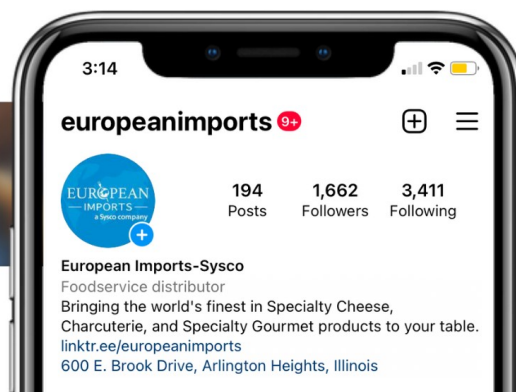 3:14
europeanimports 9+
EUROPEAN
IMPORTS
a Sysco company
194 1,662 3,411
Posts Followers Following
European Imports-Sysco
Foodservice distributor
Bringing the world's finest in Specialty Cheese,
Charcuterie, and Specialty Gourmet products to your table.
linktr.ee/europeanimports
600 E. Brook Drive, Arlington Heights, Illinois